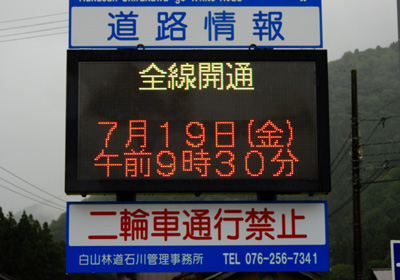 道路情報
全線開通
7月19日(金)
午前9時30分
二輪車通行禁止
白山林道石川管理事務所 TEL 076-256-7341